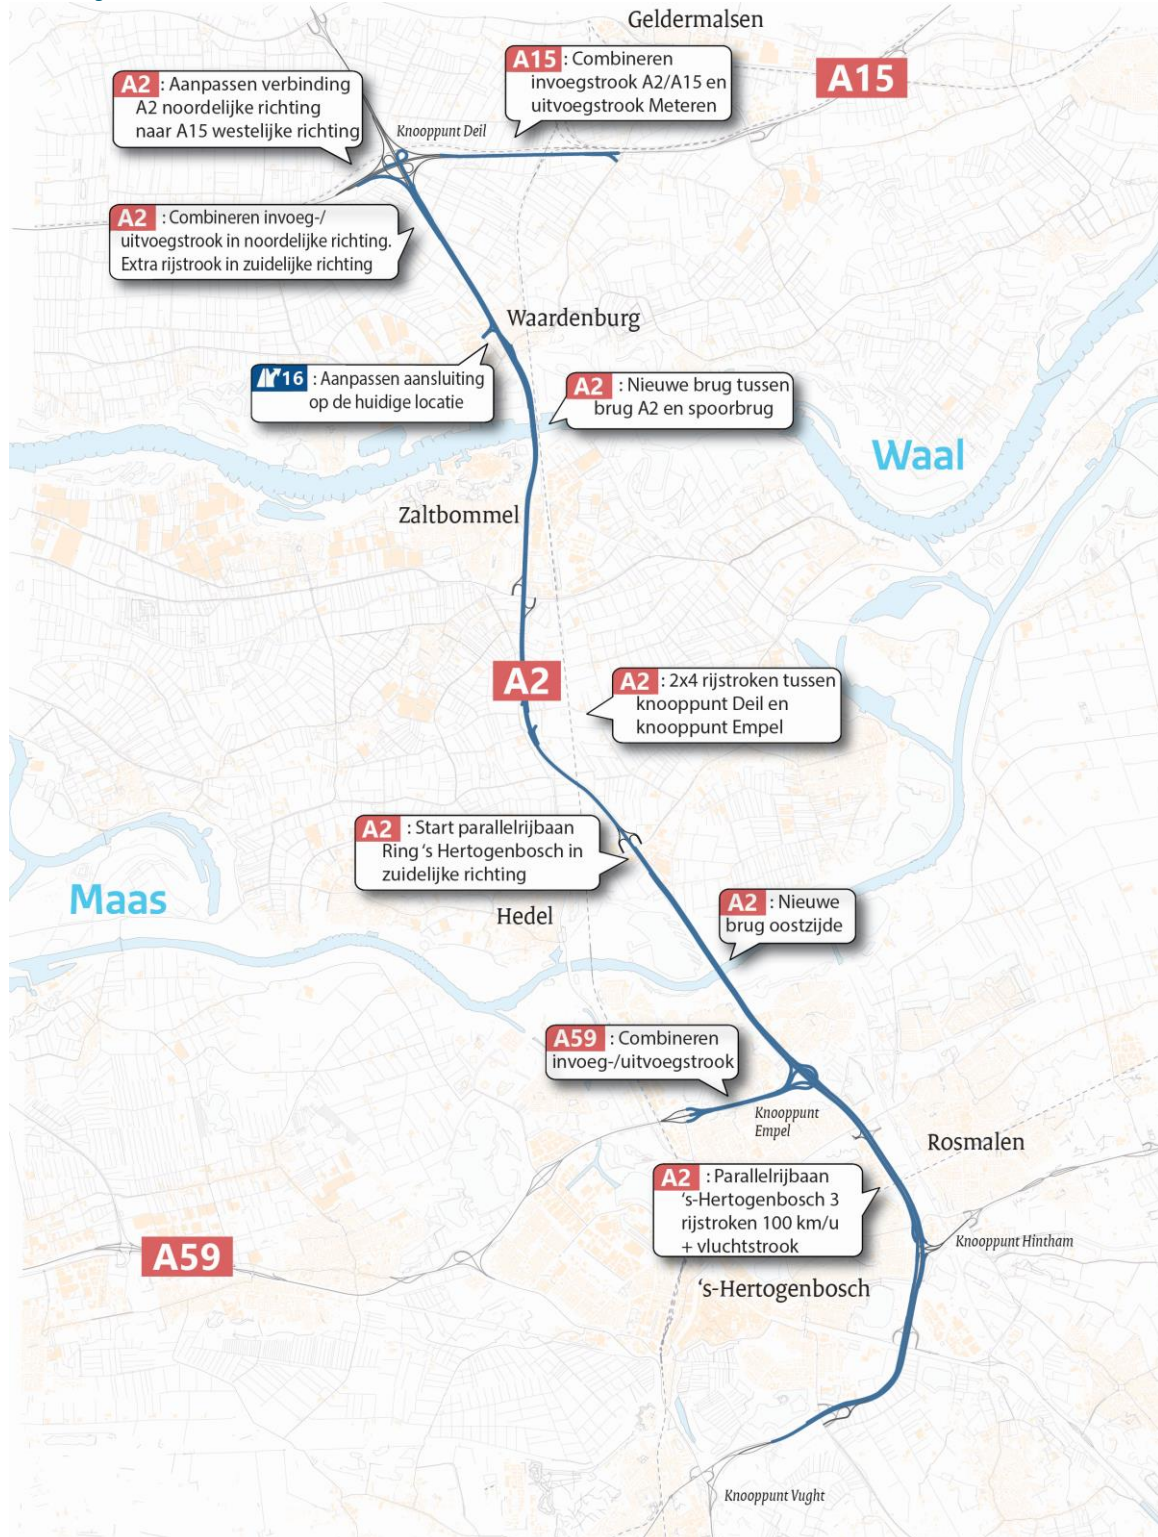 Geldermalsen
A15 : Combineren
invoegstrook A2/A15 en
uitvoegstrook Meteren
A15
A2 : Aanpassen verbinding
A2 noordelijke richting
naar A15 westelijke richting
Knooppunt Deil
A2 : Combineren invoeg-/
uitvoegstrook in noordelijke richting.
Extra rijstrook in zuidelijke richting
Waardenburg
16 : Aanpassen aansluiting
op de huidige locatie
A2 : Nieuwe brug tussen
brug A2 en spoorbrug
Waal
Zaltbommel
A2
A2 : 2x4 rijstroken tussen
knooppunt Deil en
knooppunt Empel
A2 : Start parallelrijbaan
Ring ‘s Hertogenbosch in
zuidelijke richting
Maas
Hedel
A2 : Nieuwe
brug oostzijde
A59 : Combineren
invoeg-/uitvoegstrook
Knooppunt
Empel
Rosmalen
A2 : Parallelrijbaan
‘s-Hertogenbosch 3
rijstroken 100 km/u
+ vluchtstrook
Knooppunt Hintham
A59
‘s-Hertogenbosch
Knooppunt Vught